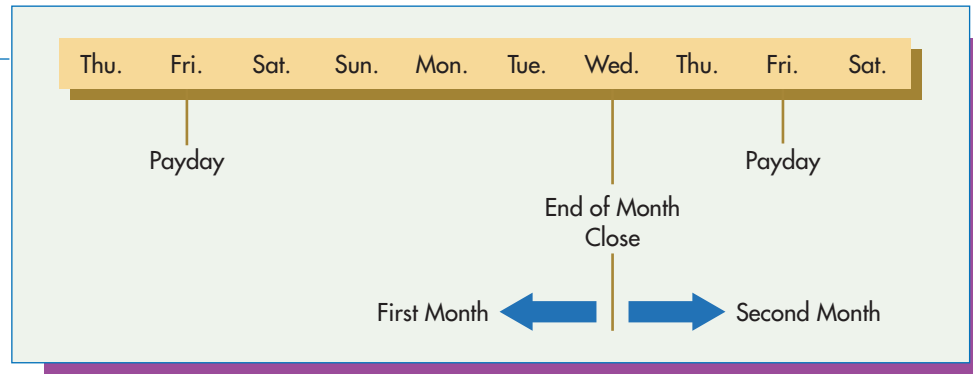 Thu. Fri. Sat. Sun. Mon. Tue. Wed. Thu. Fri. Sat.
Payday Payday
End of Month
Close
First Month Second Month